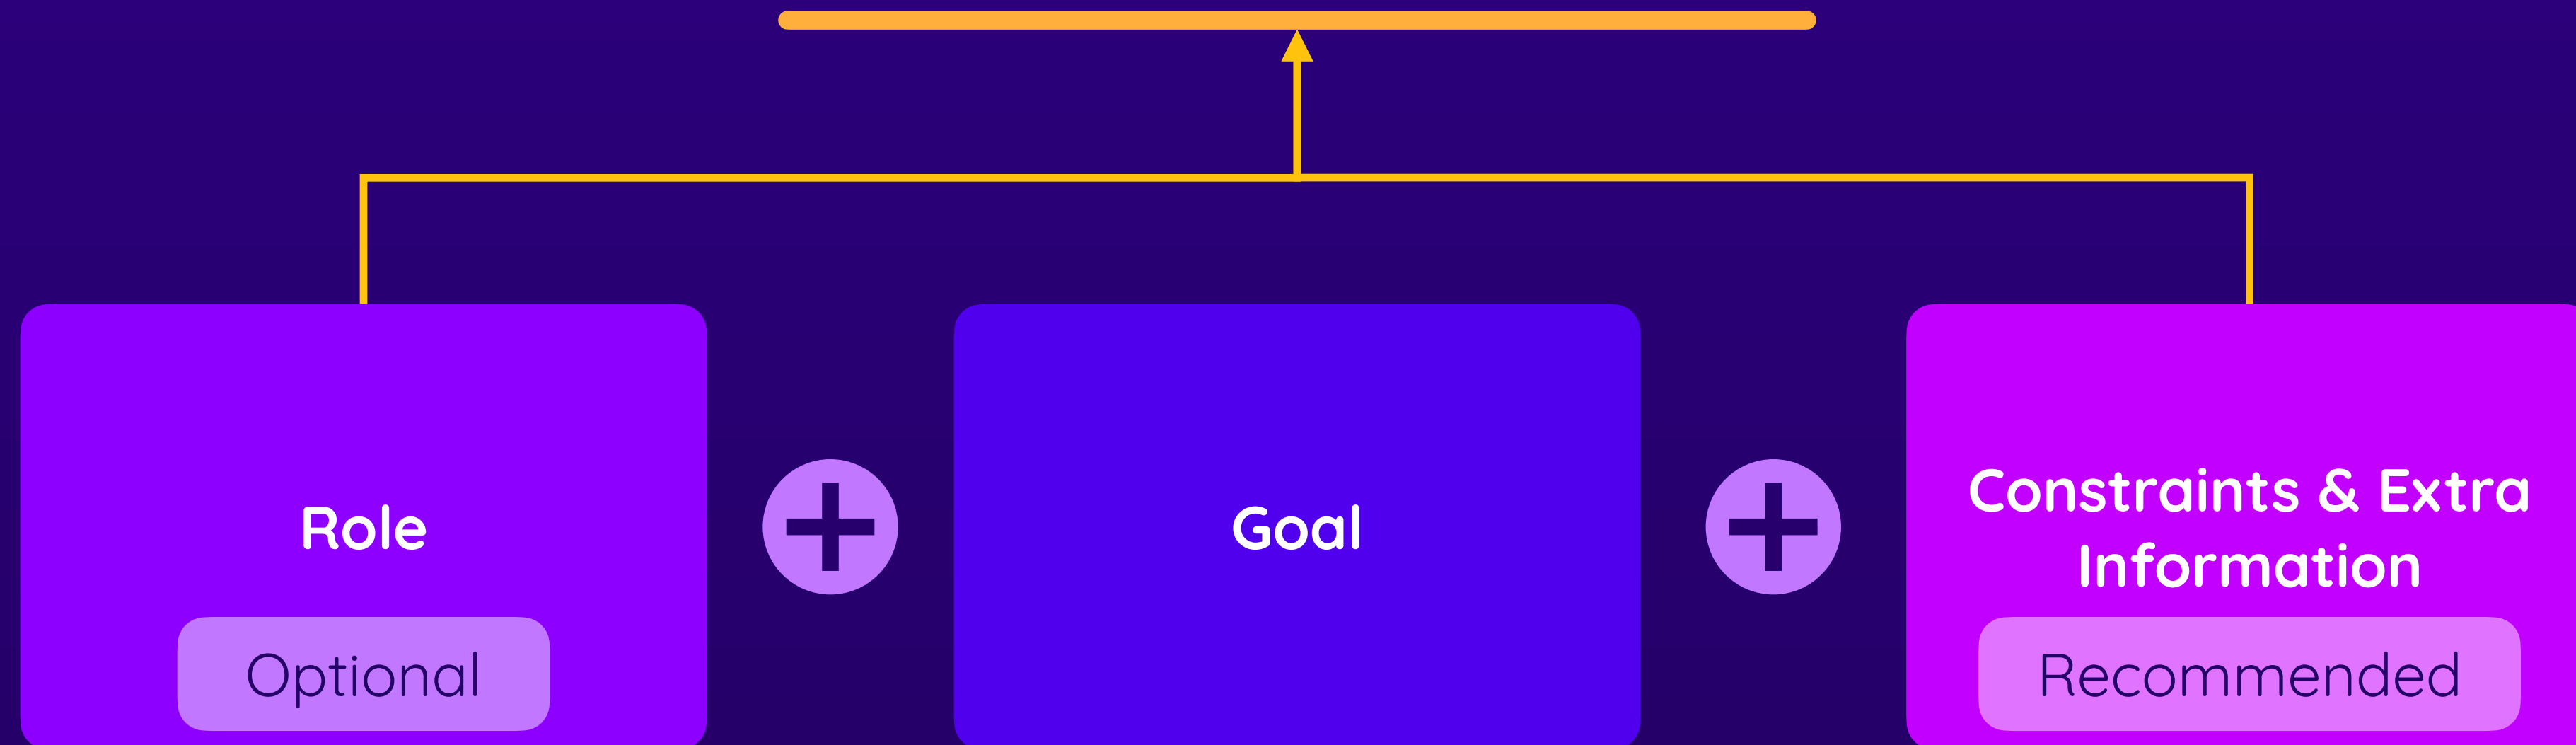 Role
Optional
Goal
Constraints & Extra
Information
Recommended